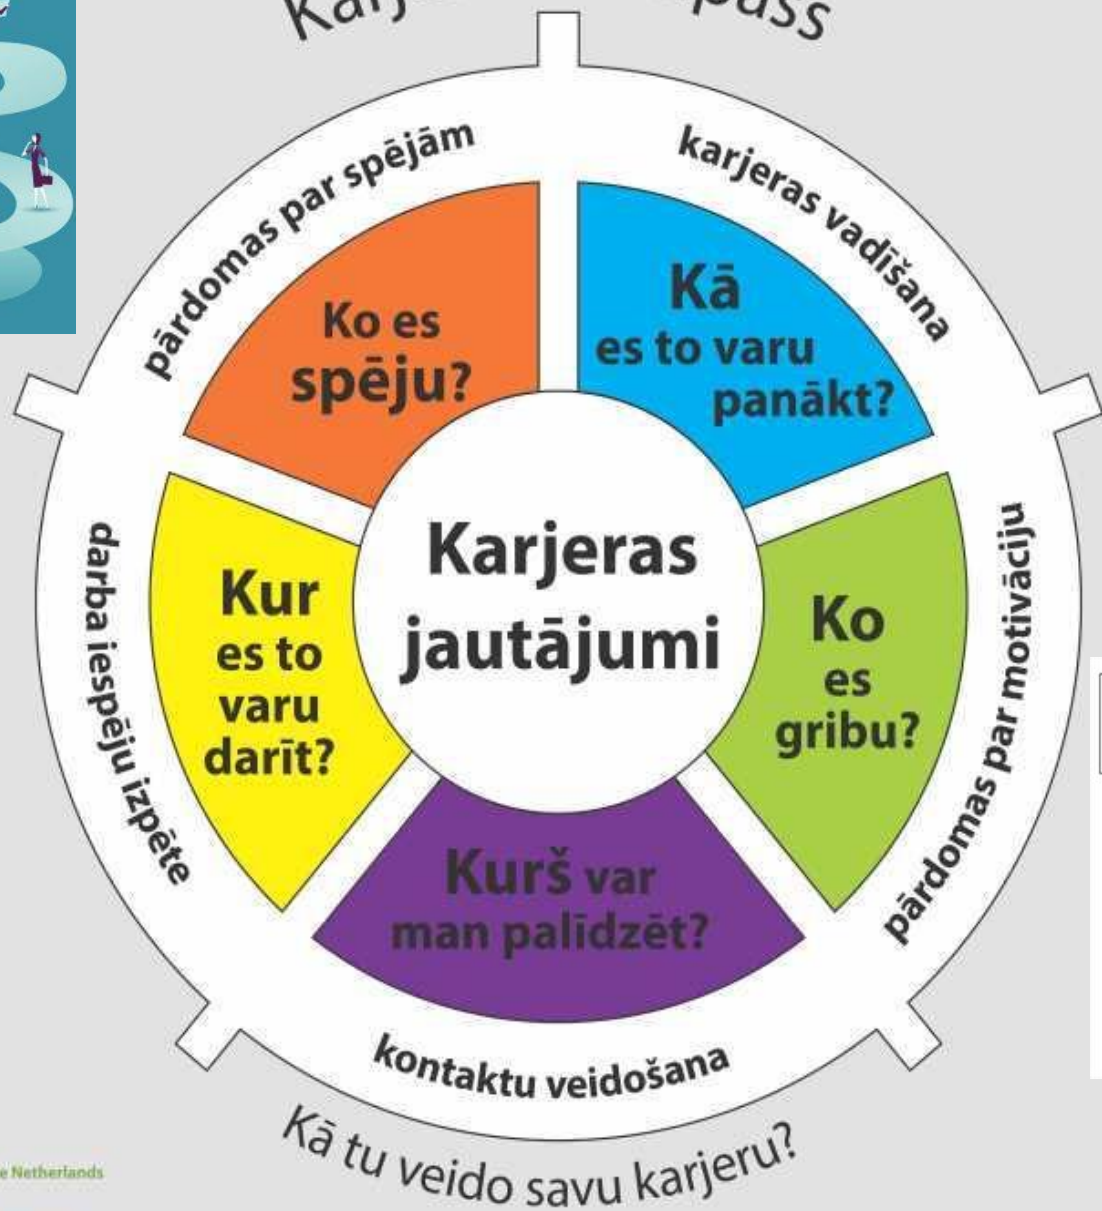 pārdomas par spējām
karjeras vadīšana
Ko es
spēju?
Kā
es to varu
panākt?
Karjeras
jautājumi
Kur
es to
varu
darīt?
Ko
es
gribu?
darba iespēju izpēte
pārdomas par motivāciju
Kurš var
man palīdzēt?
kontaktu veidošana
Kā tu veido savu karjeru?
Netherlands